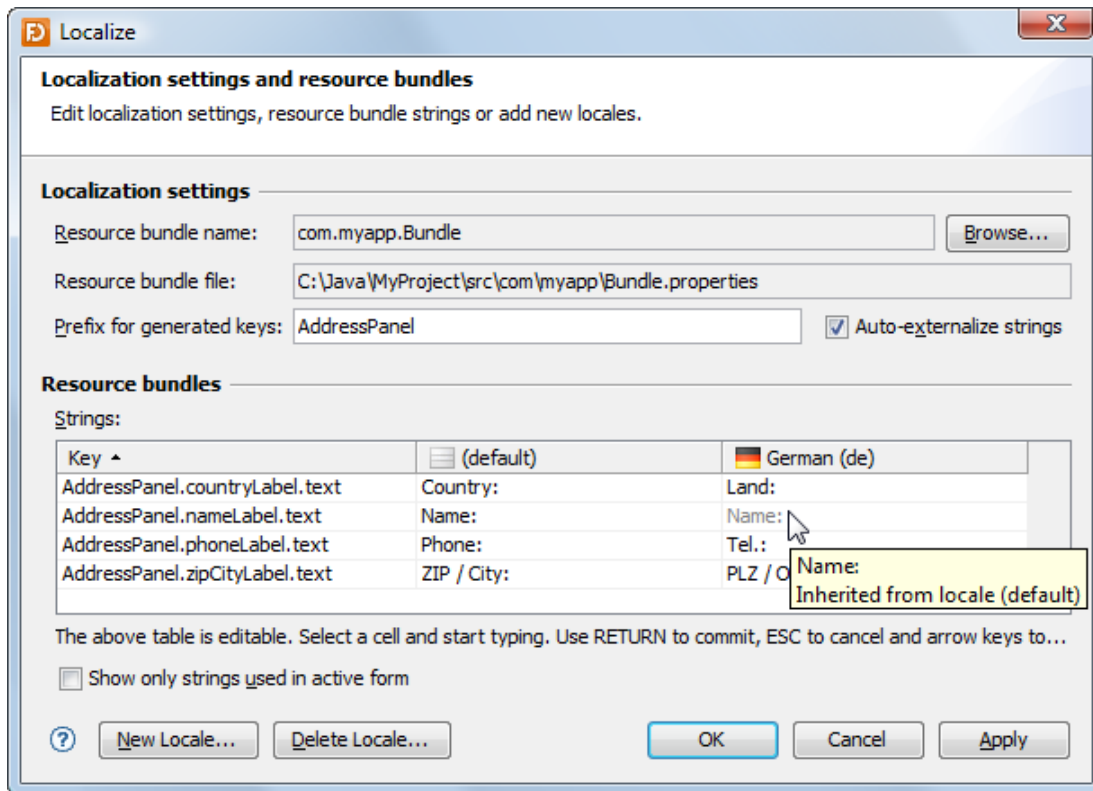 Localize
Localization settings and resource bundles
Edit localization settings, resource bundle strings or add new locales.
Localization settings
Resource bundle name: com.myapp.Bundle Browse...
Resource bundle file: C:\Java\MyProject\src\com\myapp\Bundle.properties
Prefix for generated keys: AddressPanel Auto-externalize strings
Resource bundles
Strings:
Key (default) German (de)
AddressPanel.countryLabel.text Country: Land:
AddressPanel.nameLabel.text Name: Name:
AddressPanel.phoneLabel.text Phone: Tel.:
AddressPanel.zipCityLabel.text ZIP / City: PLZ / O
Name:
Inherited from locale (default)
The above table is editable. Select a cell and start typing. Use RETURN to commit, ESC to cancel and arrow keys to...
Show only strings used in active form
? New Locale... Delete Locale... OK Cancel Apply